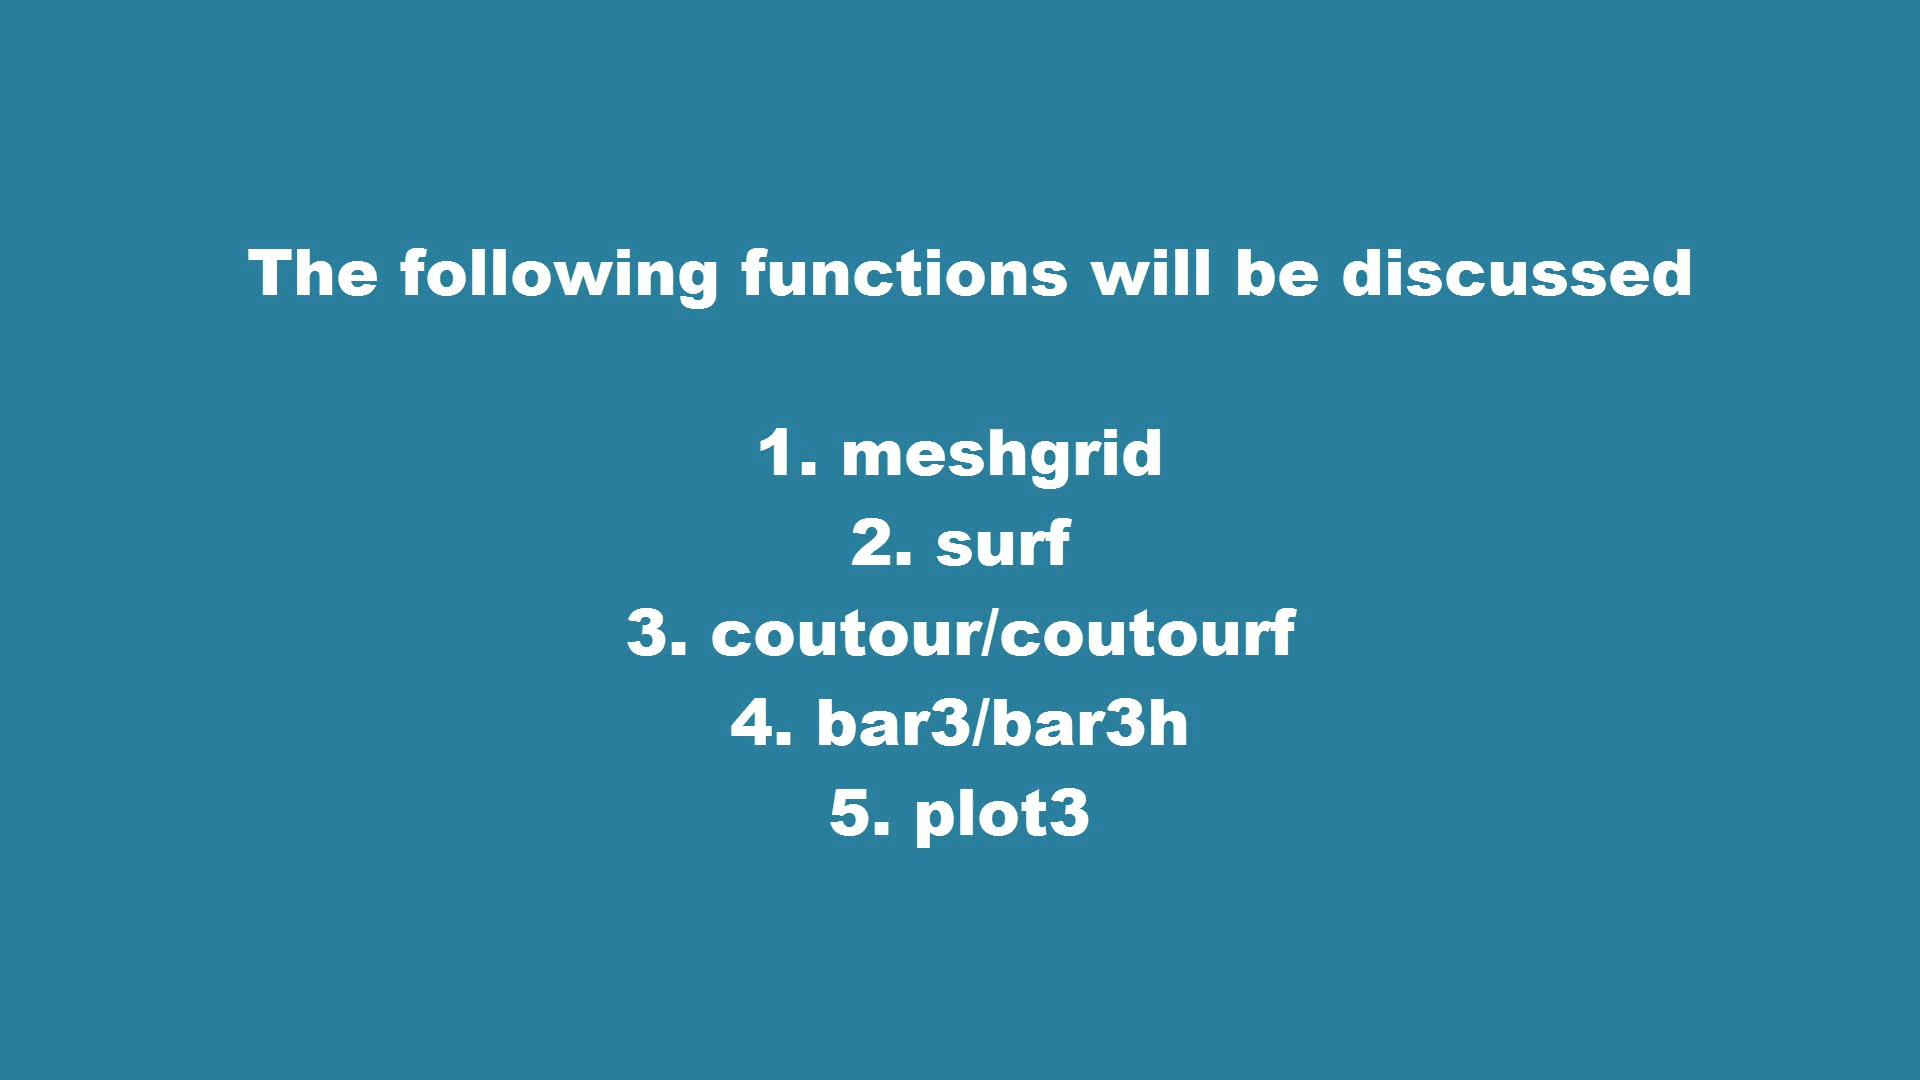 The following functions will be discussed
1. meshgrid
2. surf
3. coutour/coutourf
4. bar3/bar3h
5. plot3